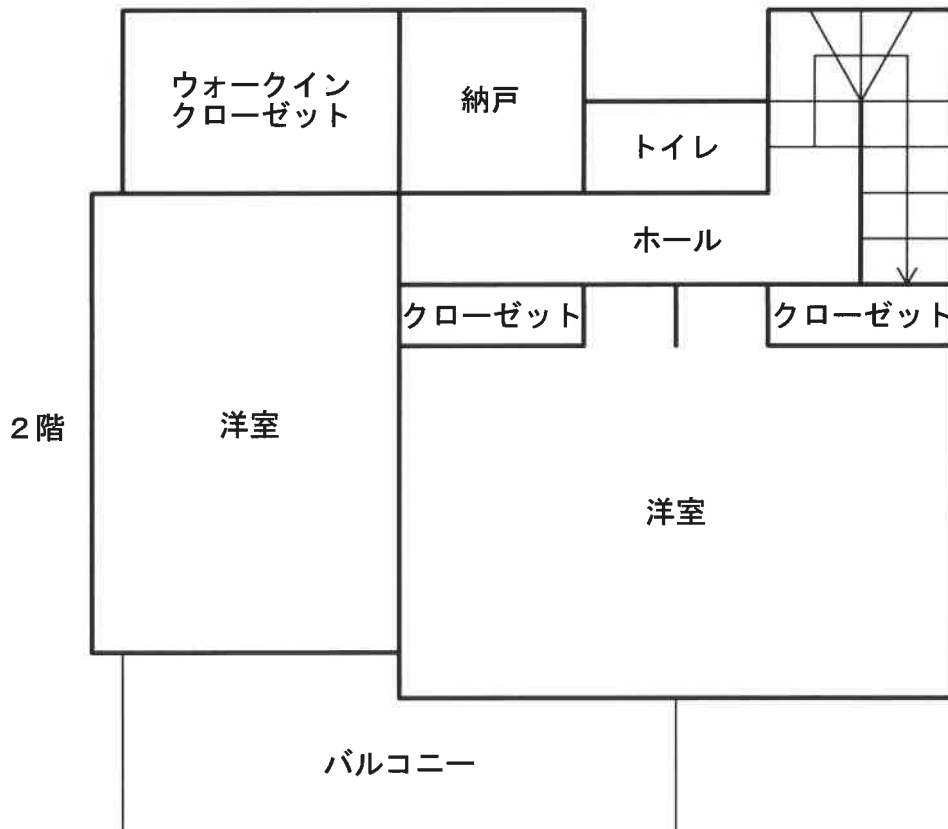 ウォークイン
クローゼット
納戸
トイレ
ホール
クローゼット
クローゼット
2階
洋室
洋室
バルコニー